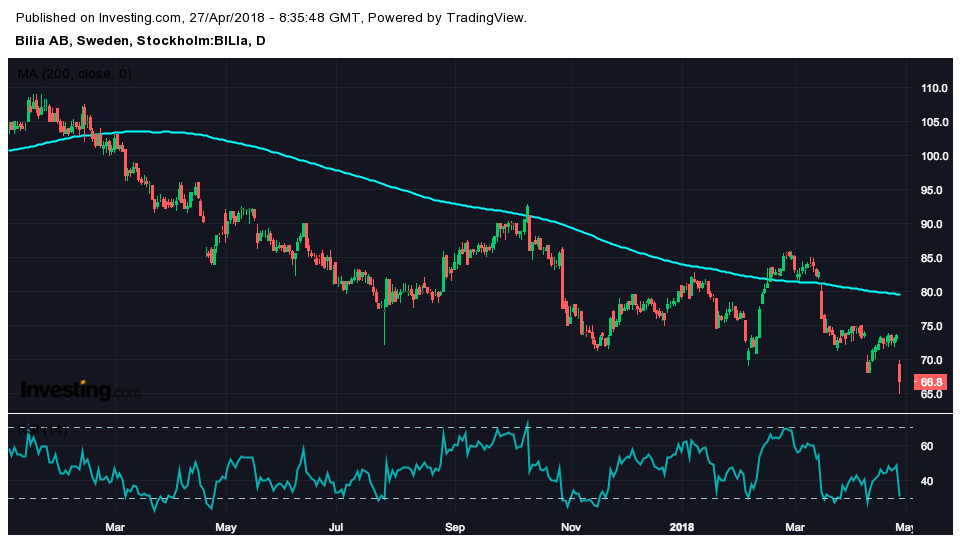 Published on Investing.com, 27/Apr/2018 - 8:35:48 GMT, Powered by TradingView.
Bilia AB, Sweden, Stockholm:BILIa, D
MA (200, close, 0)
110.0
105.0
100.0
95.0
90.0
85.0
80.0
75.0
70.0
66.8
65.0
Investing.com
RSI (14)
60
40
Mar May Jul Sep Nov 2018 Mar May